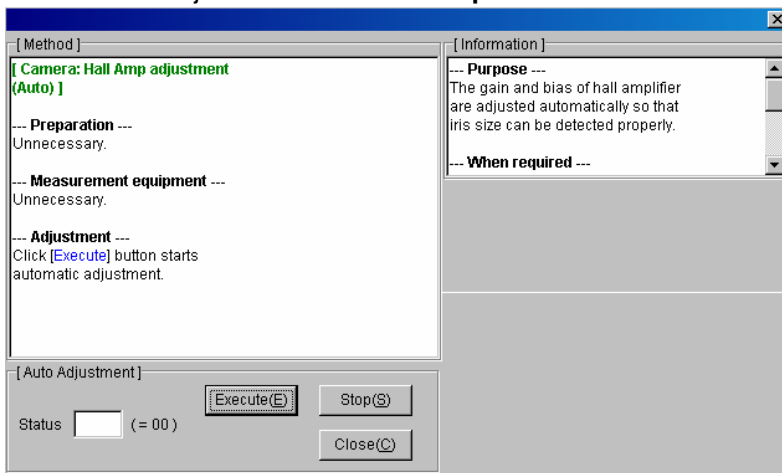 [ Method ]
[ Camera: Hall Amp adjustment
(Auto) ]
--- Preparation ---
Unnecessary.
--- Measurement equipment ---
Unnecessary.
--- Adjustment ---
Click [Execute] button starts
automatic adjustment.
[ Information ]
--- Purpose ---
The gain and bias of hall amplifier
are adjusted automatically so that
iris size can be detected properly.
--- When required ---
[ Auto Adjustment ]
Status (= 00 )
Execute(E)
Stop(S)
Close(C)